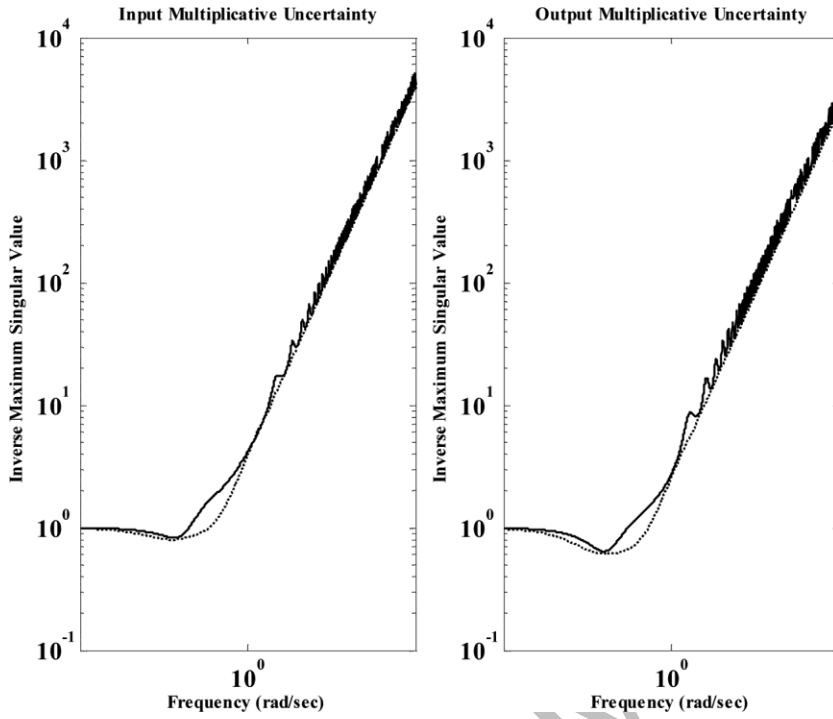 Input Multiplicative Uncertainty
10^4
10^3
10^2
10^1
10^0
10^-1
Inverse Maximum Singular Value
10^0
Frequency (rad/sec)
Output Multiplicative Uncertainty
10^4
10^3
10^2
10^1
10^0
10^-1
Inverse Maximum Singular Value
10^0
Frequency (rad/sec)